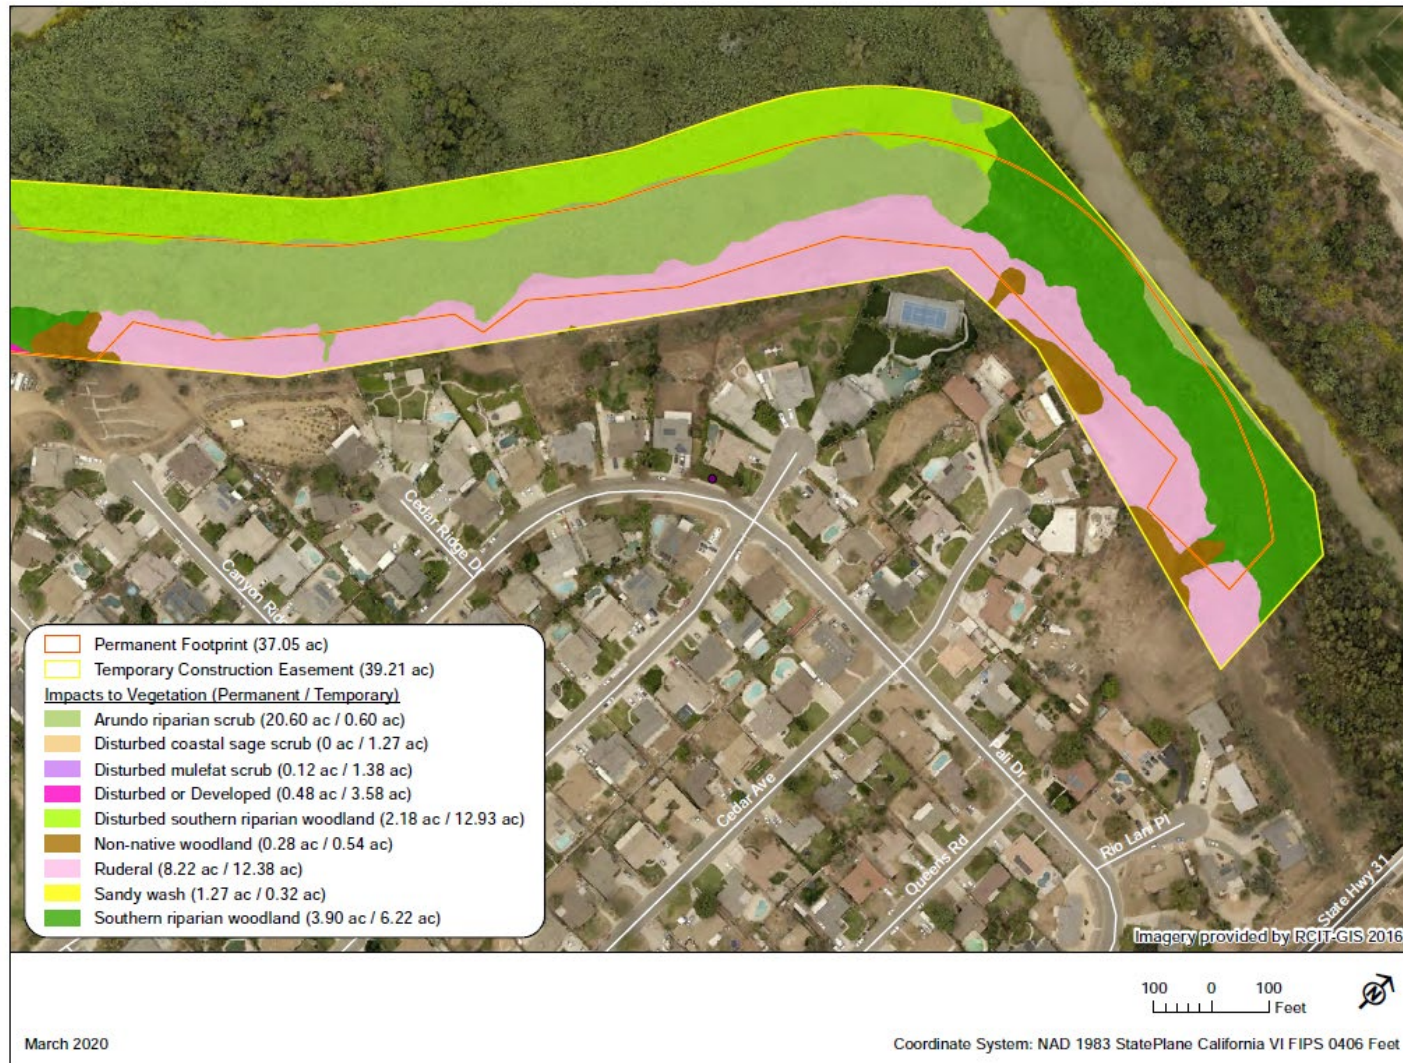 Cedar Ridge Dr
Canyon Ridge
Cedar Ave
Pali Dr
Queens Rd
Rio Lani Pl
State Hwy 31
Permanent Footprint (37.05 ac)
Temporary Construction Easement (39.21 ac)
Impacts to Vegetation (Permanent / Temporary)
Arundo riparian scrub (20.60 ac / 0.60 ac)
Disturbed coastal sage scrub (0 ac / 1.27 ac)
Disturbed mulefat scrub (0.12 ac / 1.38 ac)
Disturbed or Developed (0.48 ac / 3.58 ac)
Disturbed southern riparian woodland (2.18 ac / 12.93 ac)
Non-native woodland (0.28 ac / 0.54 ac)
Ruderal (8.22 ac / 12.38 ac)
Sandy wash (1.27 ac / 0.32 ac)
Southern riparian woodland (3.90 ac / 6.22 ac)
Imagery provided by RCIT-GIS 2016
100 0 100
Feet
N
March 2020
Coordinate System: NAD 1983 StatePlane California VI FIPS 0406 Feet